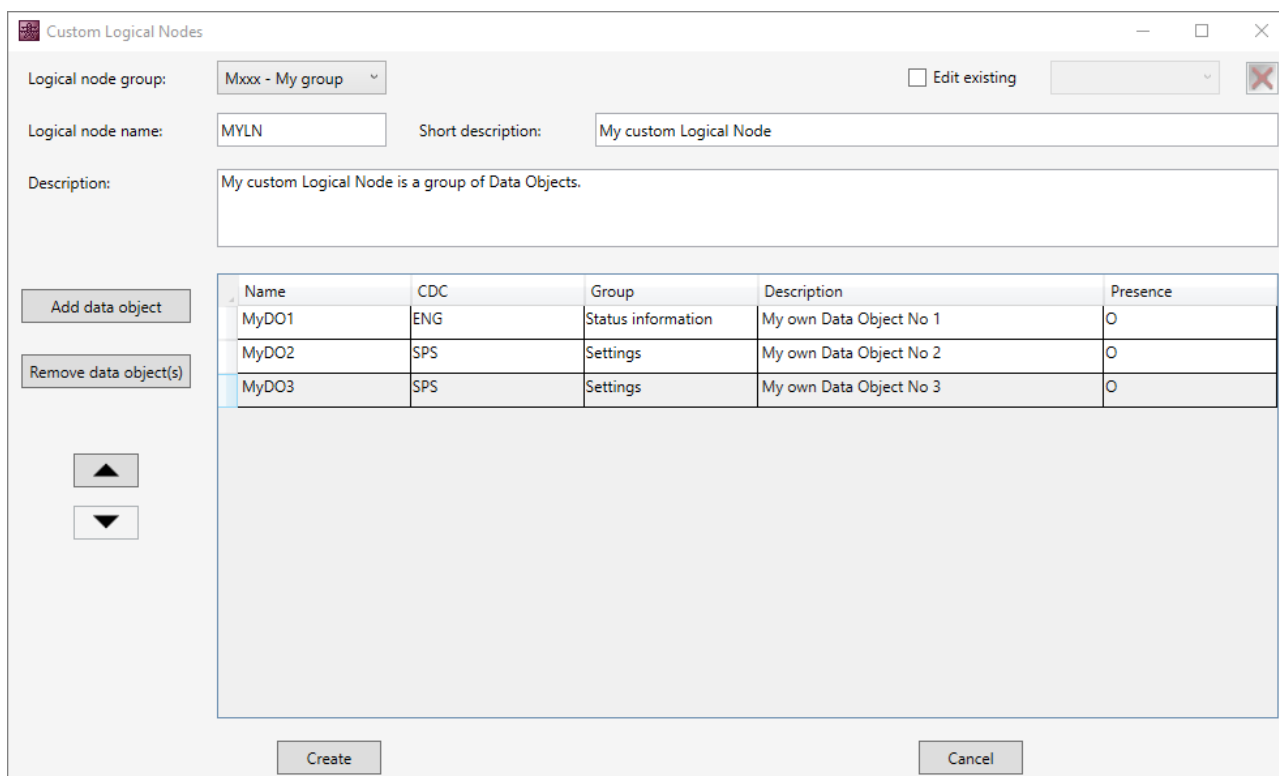 Custom Logical Nodes
Logical node group: Mxxx - My group Edit existing
Logical node name: MYLN Short description: My custom Logical Node
Description: My custom Logical Node is a group of Data Objects.
Add data object
Remove data object(s)
Name CDC Group Description Presence
MyDO1 ENG Status information My own Data Object No 1 O
MyDO2 SPS Settings My own Data Object No 2 O
MyDO3 SPS Settings My own Data Object No 3 O
Create Cancel